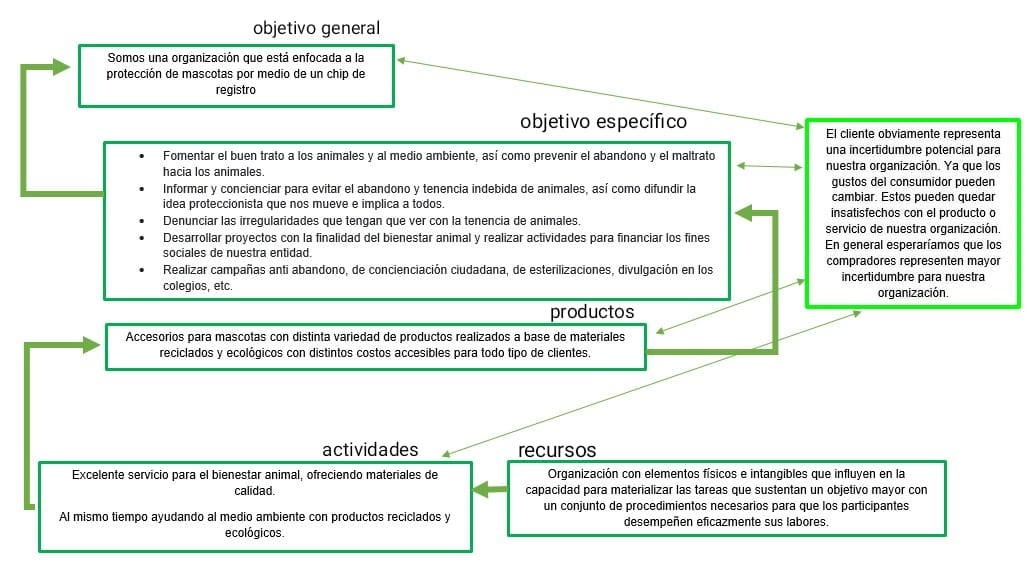 objetivo general
Somos una organización que está enfocada a la
protección de mascotas por medio de un chip de
registro
objetivo específico
• Fomentar el buen trato a los animales y al medio ambiente, así como prevenir el abandono y el maltrato
hacia los animales.
• Informar y concienciar para evitar el abandono y tenencia indebida de animales, así como difundir la
idea proteccionista que nos mueve e implica a todos.
• Denunciar las irregularidades que tengan que ver con la tenencia de animales.
• Desarrollar proyectos con la finalidad del bienestar animal y realizar actividades para financiar los fines
sociales de nuestra entidad.
• Realizar campañas anti abandono, de concienciación ciudadana, de esterilizaciones, divulgación en los
colegios, etc.
El cliente obviamente representa
una incertidumbre potencial para
nuestra organización. Ya que los
gustos del consumidor pueden
cambiar. Estos pueden quedar
insatisfechos con el producto o
servicio de nuestra organización.
En general esperaríamos que los
compradores representen mayor
incertidumbre para nuestra
organización.
productos
Accesorios para mascotas con distinta variedad de productos realizados a base de materiales
reciclados y ecológicos con distintos costos accesibles para todo tipo de clientes.
actividades
Excelente servicio para el bienestar animal, ofreciendo materiales de
calidad.
Al mismo tiempo ayudando al medio ambiente con productos reciclados y
ecológicos.
recursos
Organización con elementos físicos e intangibles que influyen en la
capacidad para materializar las tareas que sustentan un objetivo mayor con
un conjunto de procedimientos necesarios para que los participantes
desempeñen eficazmente sus labores.